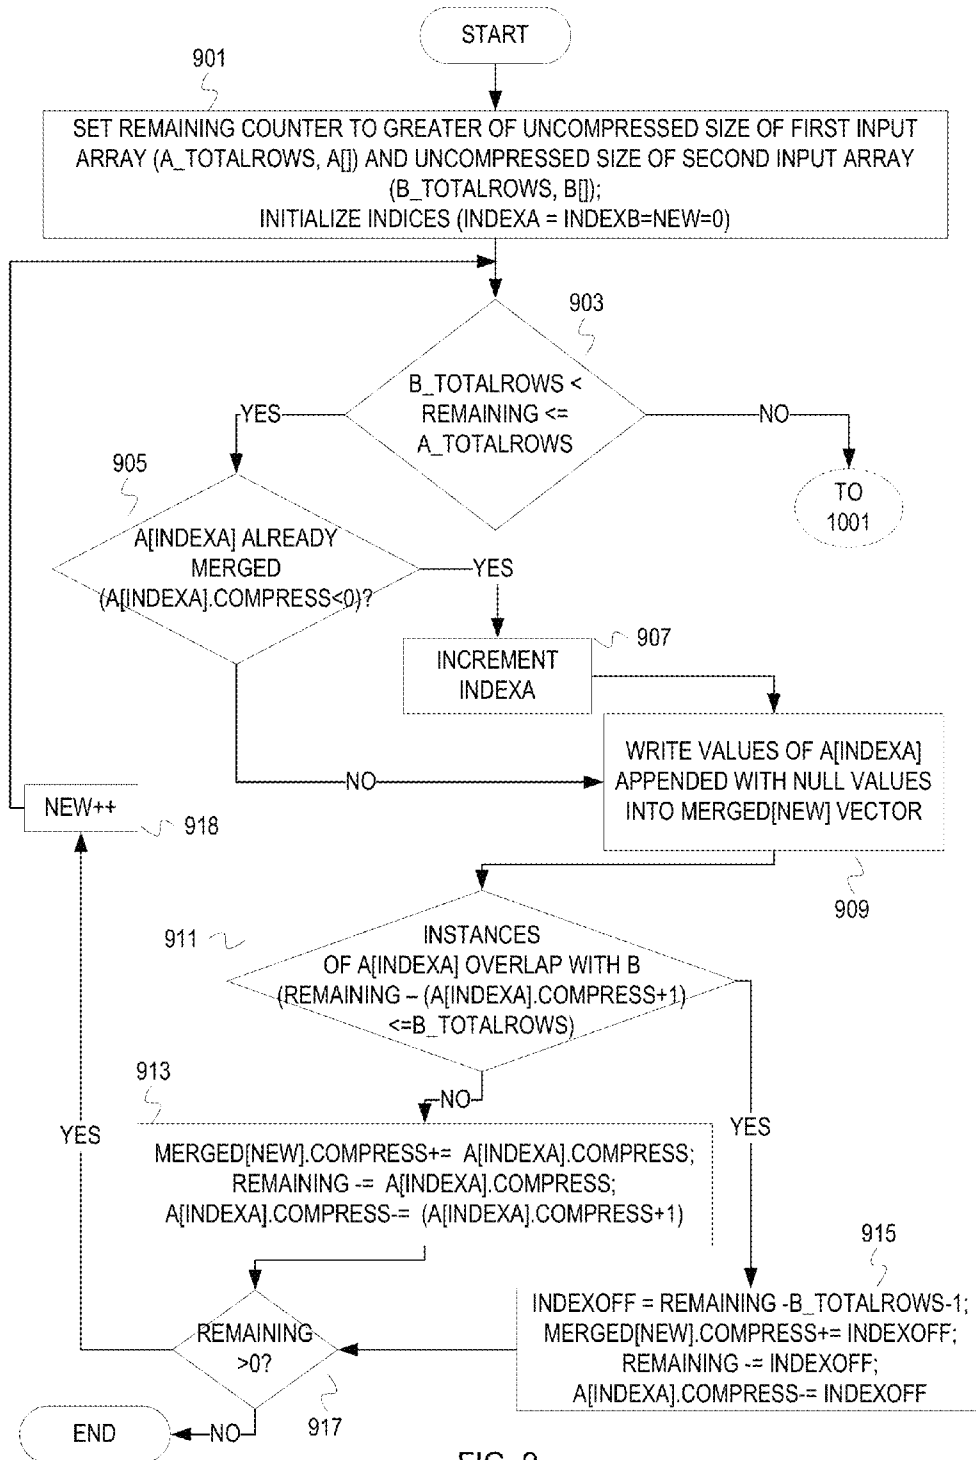 START
901
SET REMAINING COUNTER TO GREATER OF UNCOMPRESSED SIZE OF FIRST INPUT
ARRAY (A_TOTALROWS, A[]) AND UNCOMPRESSED SIZE OF SECOND INPUT ARRAY
(B_TOTALROWS, B[]);
INITIALIZE INDICES (INDEXA = INDEXB=NEW=0)
903
B_TOTALROWS <
REMAINING <=
A_TOTALROWS
YES
NO
TO
1001
905
A[INDEXA] ALREADY
MERGED
(A[INDEXA].COMPRESS<0)?
YES
907
INCREMENT
INDEXA
NO
WRITE VALUES OF A[INDEXA]
APPENDED WITH NULL VALUES
INTO MERGED[NEW] VECTOR
909
NEW++
918
911
INSTANCES
OF A[INDEXA] OVERLAP WITH B
(REMAINING – (A[INDEXA].COMPRESS+1)
<=B_TOTALROWS)
NO
YES
YES
913
MERGED[NEW].COMPRESS+= A[INDEXA].COMPRESS;
REMAINING -= A[INDEXA].COMPRESS;
A[INDEXA].COMPRESS-= (A[INDEXA].COMPRESS+1)
915
INDEXOFF = REMAINING -B_TOTALROWS-1;
MERGED[NEW].COMPRESS+= INDEXOFF;
REMAINING -= INDEXOFF;
A[INDEXA].COMPRESS-= INDEXOFF
REMAINING
>0?
917
NO
END